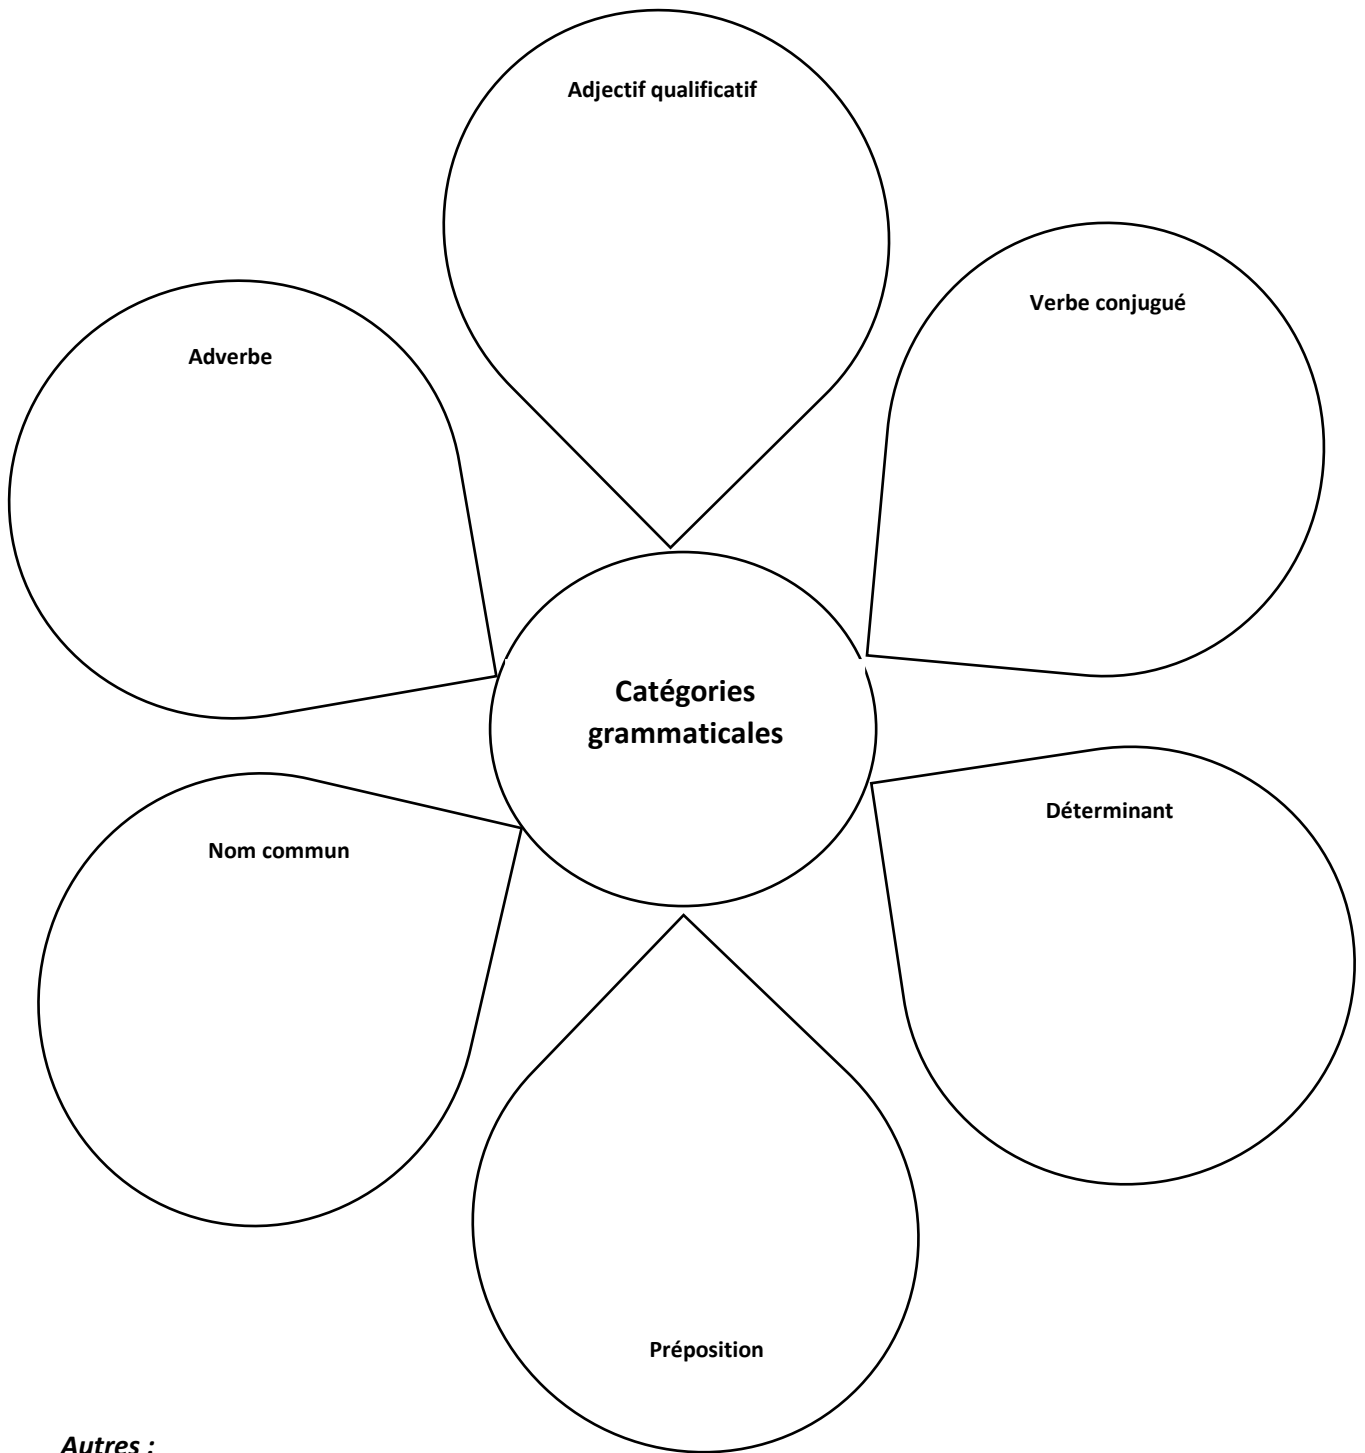 Adjectif qualificatif
Verbe conjugué
Adverbe
Catégories
grammaticales
Déterminant
Nom commun
Préposition
Autres :